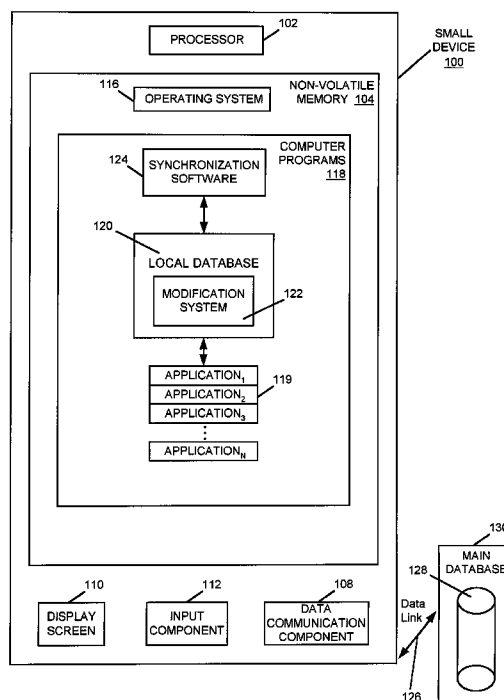 PROCESSOR
102
SMALL
DEVICE
100
NON-VOLATILE
MEMORY 104
116
OPERATING SYSTEM
COMPUTER
PROGRAMS
118
124
SYNCHRONIZATION
SOFTWARE
120
LOCAL DATABASE
MODIFICATION
SYSTEM
122
APPLICATION1
119
APPLICATION2
APPLICATION3
APPLICATIONN
110
DISPLAY
SCREEN
112
INPUT
COMPONENT
108
DATA
COMMUNICATION
COMPONENT
130
MAIN
DATABASE
128
Data
Link
126